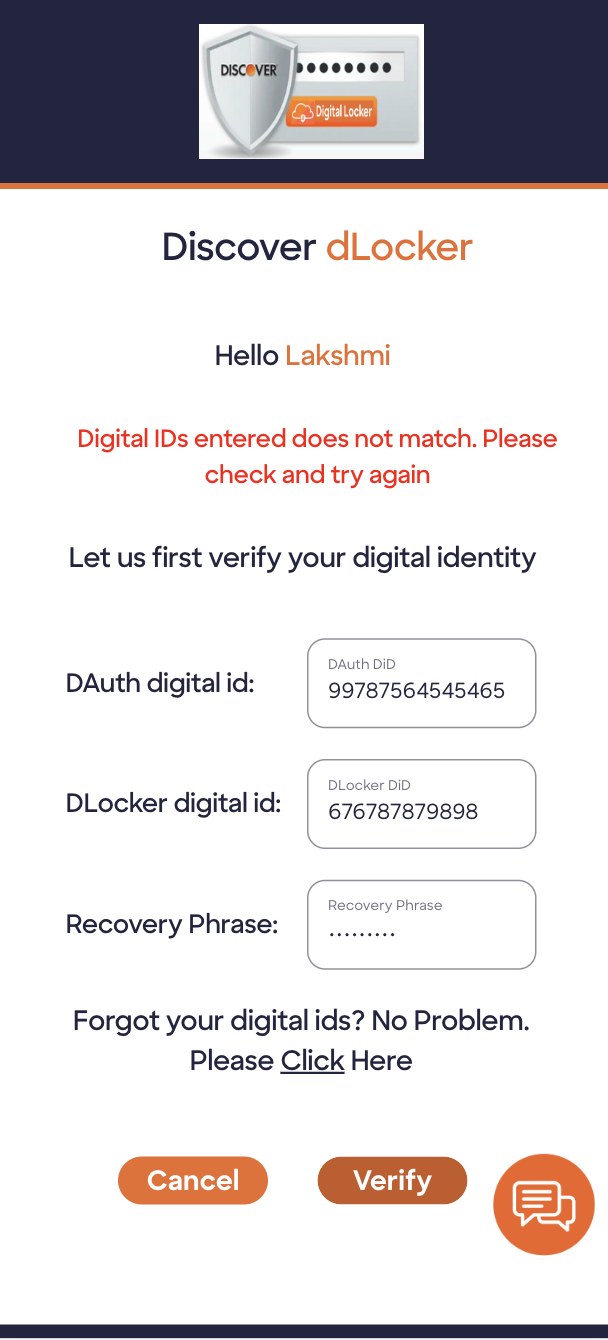 DISCOVER
Digital Locker
Discover dLocker
Hello Lakshmi
Digital IDs entered does not match. Please
check and try again
Let us first verify your digital identity
DAuth digital id:
DAuth DiD
99787564545465
DLocker digital id:
DLocker DiD
676787879898
Recovery Phrase:
Recovery Phrase
.........
Forgot your digital ids? No Problem.
Please Click Here
Cancel
Verify